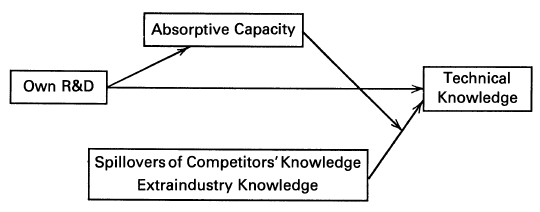 Absorptive Capacity
Own R&D
Technical
Knowledge
Spillovers of Competitors' Knowledge
Extraindustry Knowledge